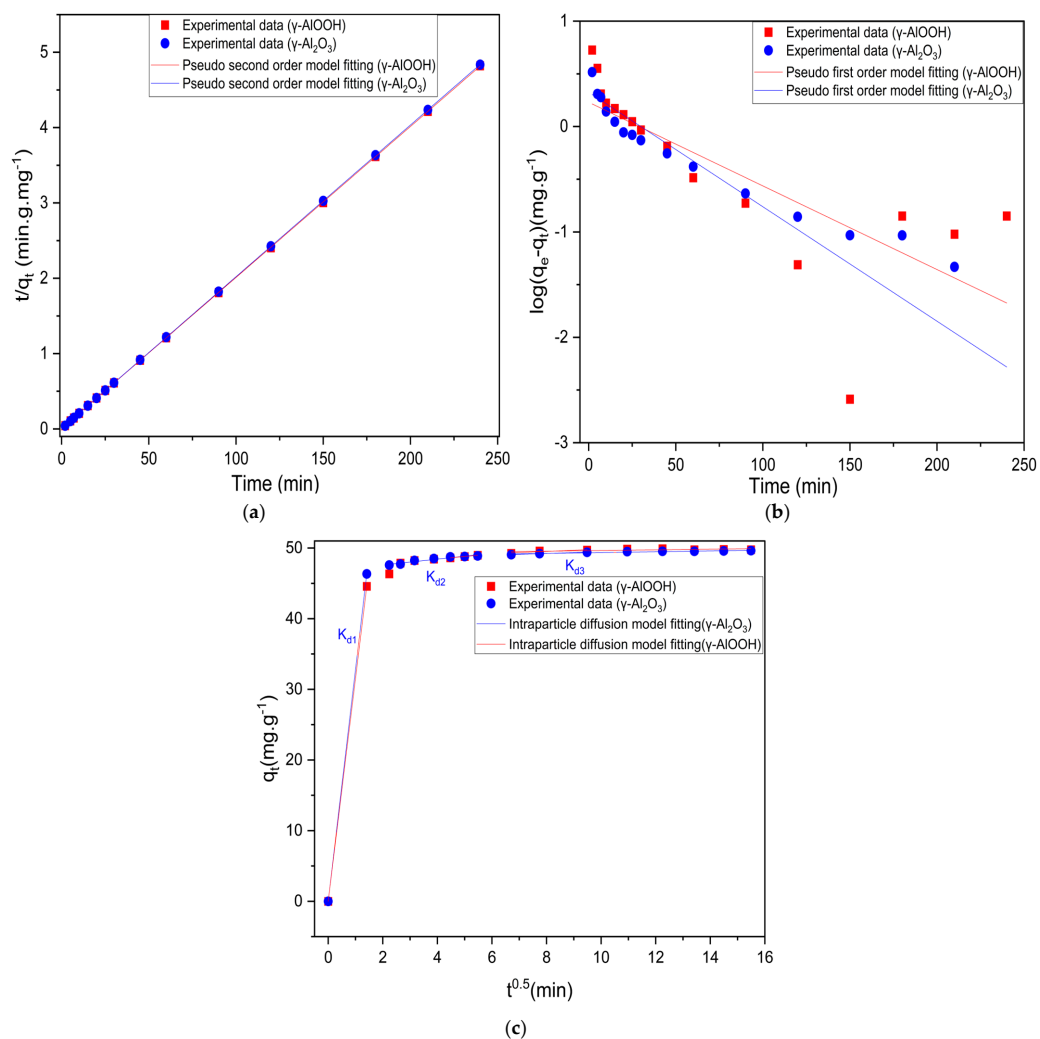 Experimental data (γ-AlOOH)
Experimental data (γ-Al₂O₃)
Pseudo second order model fitting (γ-AlOOH)
Pseudo second order model fitting (γ-Al₂O₃)
t/qₜ (min.g.mg⁻¹)
5
4
3
2
1
0
0
50
100
150
200
250
Time (min)
(a)
Experimental data (γ-AlOOH)
Experimental data (γ-Al₂O₃)
Pseudo first order model fitting (γ-AlOOH)
Pseudo first order model fitting (γ-Al₂O₃)
log(qₑ-qₜ)(mg.g⁻¹)
1
0
-1
-2
-3
0
50
100
150
200
250
Time (min)
(b)
K_d1
K_d2
K_d3
Experimental data (γ-AlOOH)
Experimental data (γ-Al₂O₃)
Intraparticle diffusion model fitting(γ-Al₂O₃)
Intraparticle diffusion model fitting(γ-AlOOH)
qₜ(mg.g⁻¹)
50
40
30
20
10
0
0
2
4
6
8
10
12
14
16
t⁰·⁵(min)
(c)